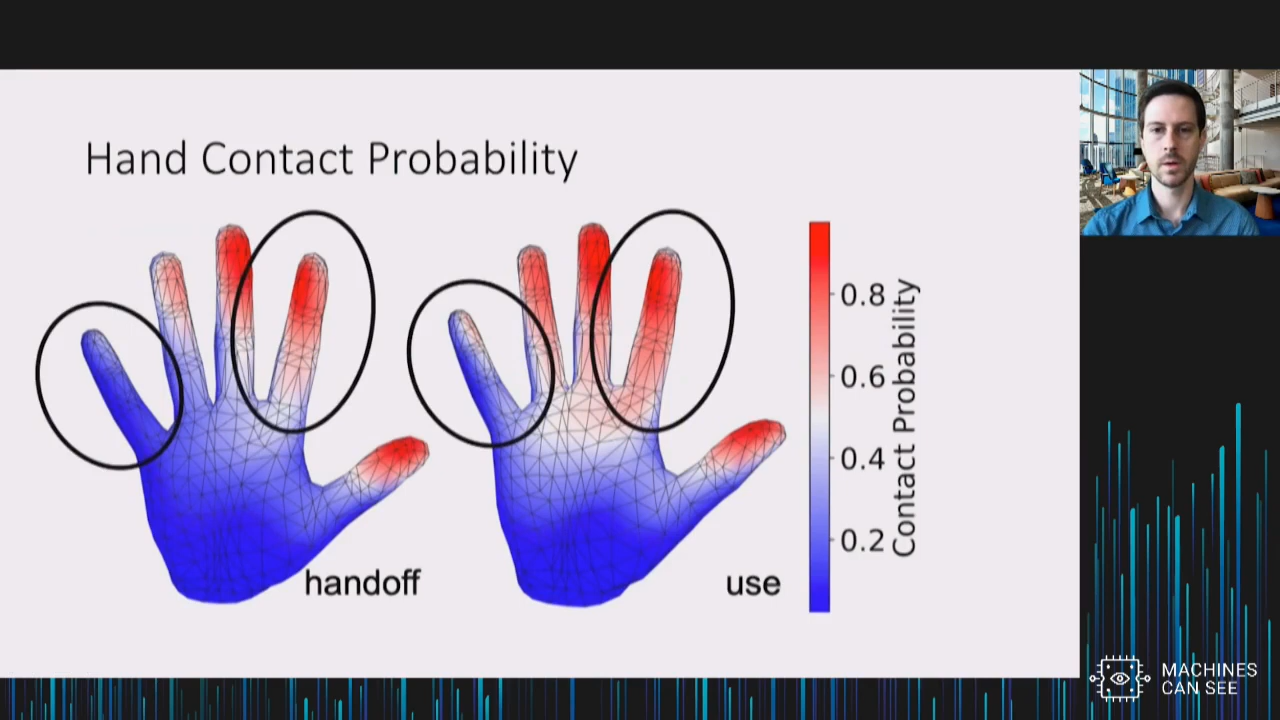 Hand Contact Probability
handoff
use
0.8
0.6
0.4
0.2
Contact Probability
MACHINES
CAN SEE